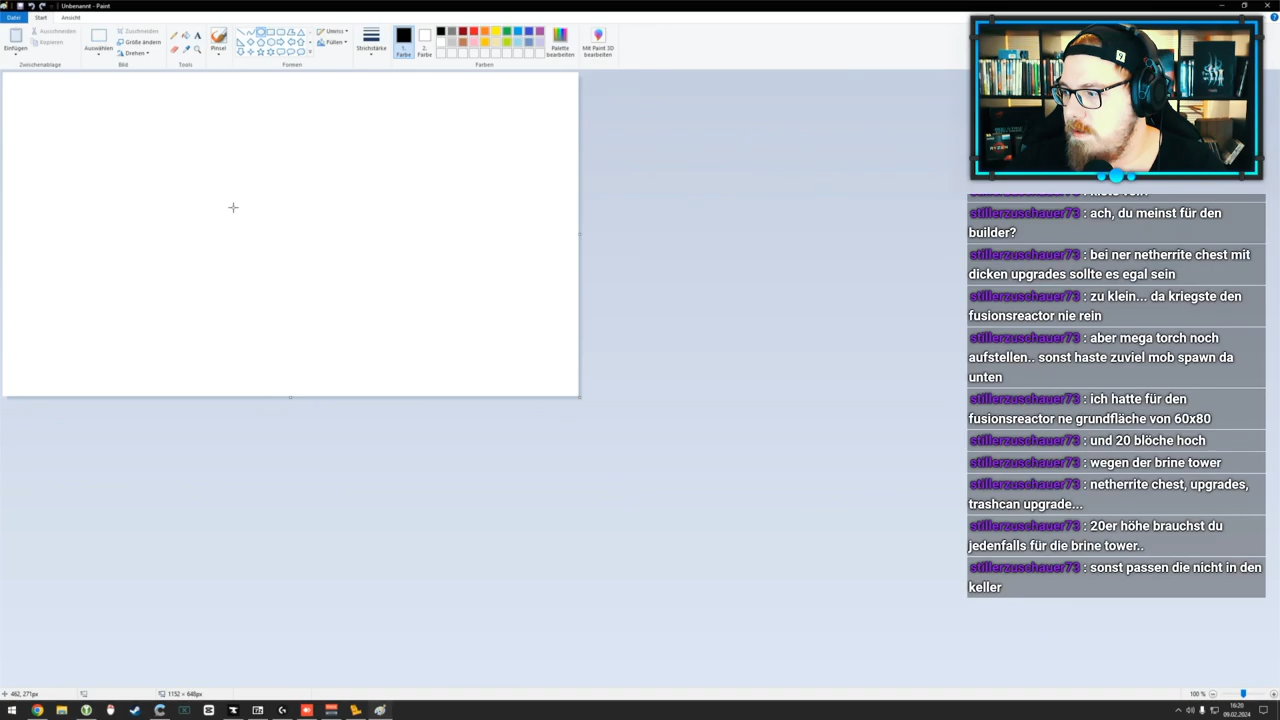 Unbenannt - Paint
Datei Start Ansicht
Einfügen
Ausschneiden
Kopieren
Zwischenablage
Auswählen
Zuschneiden
Größe ändern
Drehen
Bild
Tools
Pinsel
Umriss
Füllen
Formen
Strichstärke
1. Farbe
2. Farbe
Palette bearbeiten
Mit Paint 3D bearbeiten
Farben
stillerzuschauer73 : ach, du meinst für den
builder?
stillerzuschauer73 : bei ner netherrite chest mit
dicken upgrades sollte es egal sein
stillerzuschauer73 : zu klein... da kriegste den
fusionsreactor nie rein
stillerzuschauer73 : aber mega torch noch
aufstellen.. sonst haste zuviel mob spawn da
unten
stillerzuschauer73 : ich hatte für den
fusionsreactor ne grundfläche von 60x80
stillerzuschauer73 : und 20 blöche hoch
stillerzuschauer73 : wegen der brine tower
stillerzuschauer73 : netherrite chest, upgrades,
trashcan upgrade...
stillerzuschauer73 : 20er höhe brauchst du
jedenfalls für die brine tower..
stillerzuschauer73 : sonst passen die nicht in den
keller
462, 271px
1152 × 648px
100 %
16:20
09.02.2024